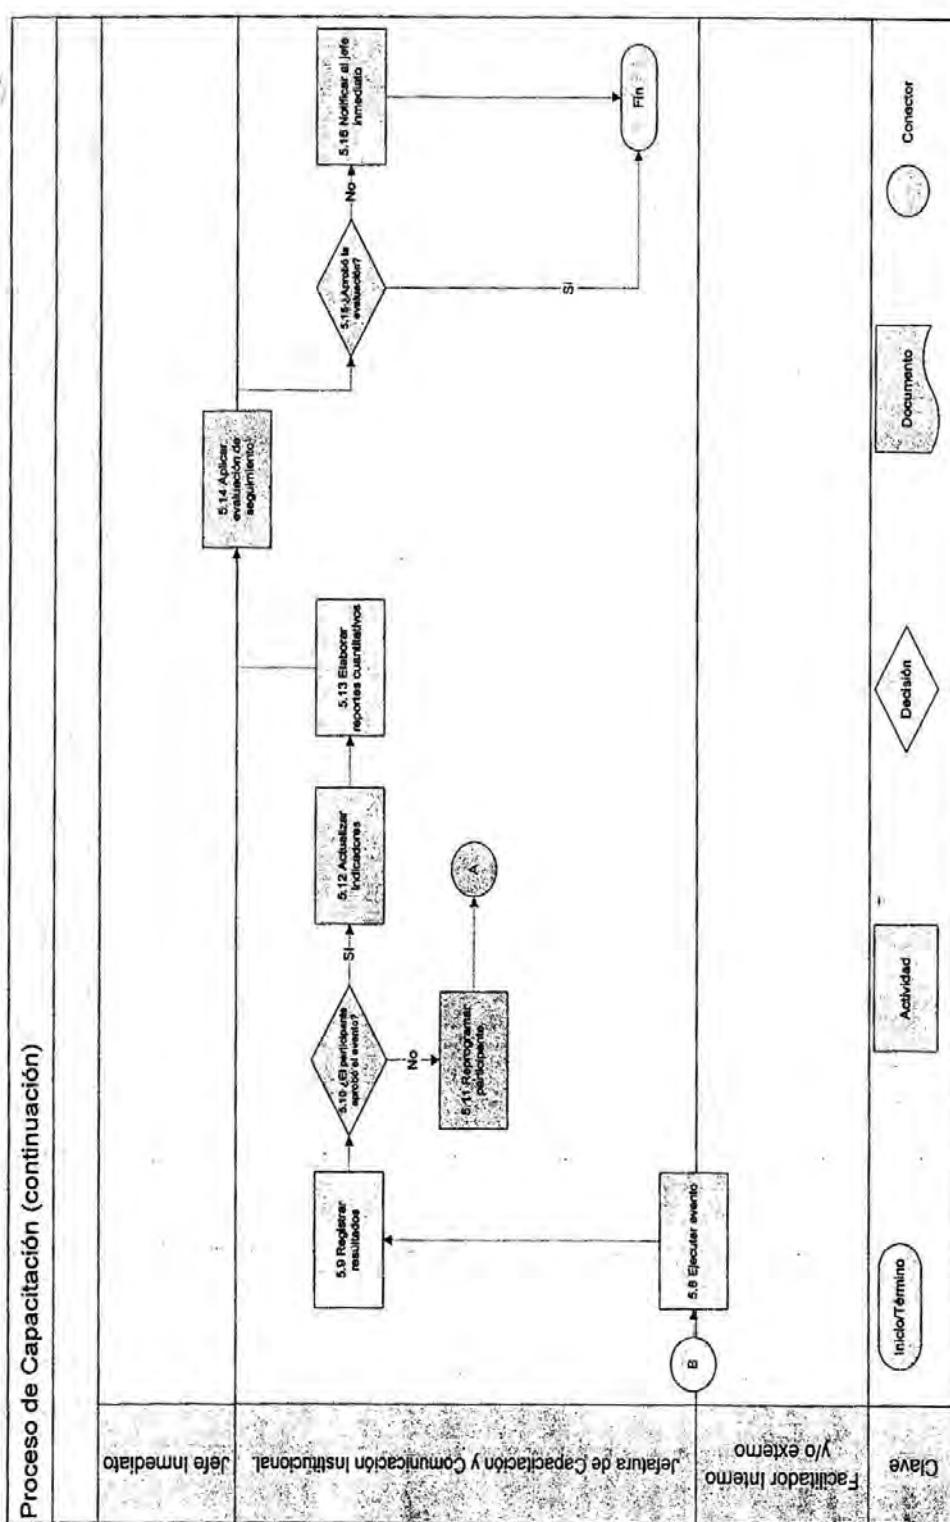 Proceso de Capacitación (continuación)
Jefe Inmediato
5.14 Aplicar
evaluación de
seguimiento
Jefatura de Capacitación y Comunicación Institucional.
5.9 Registrar
resultados
5.10 ¿El participante
aprobó el evento?
Si
No
5.11 Reprogramar
participante.
A
5.12 Actualizar
Indicadores
5.13 Elaborar
reportes cuantitativos
5.15 ¿Aprobó la
evaluación?
No
Si
5.16 Notificar al jefe
inmediato
Fin
Facilitador Interno
y/o externo
B
5.8 Ejecutar evento
Clave
Inicio/Término
Actividad
Decisión
Documento
Conector